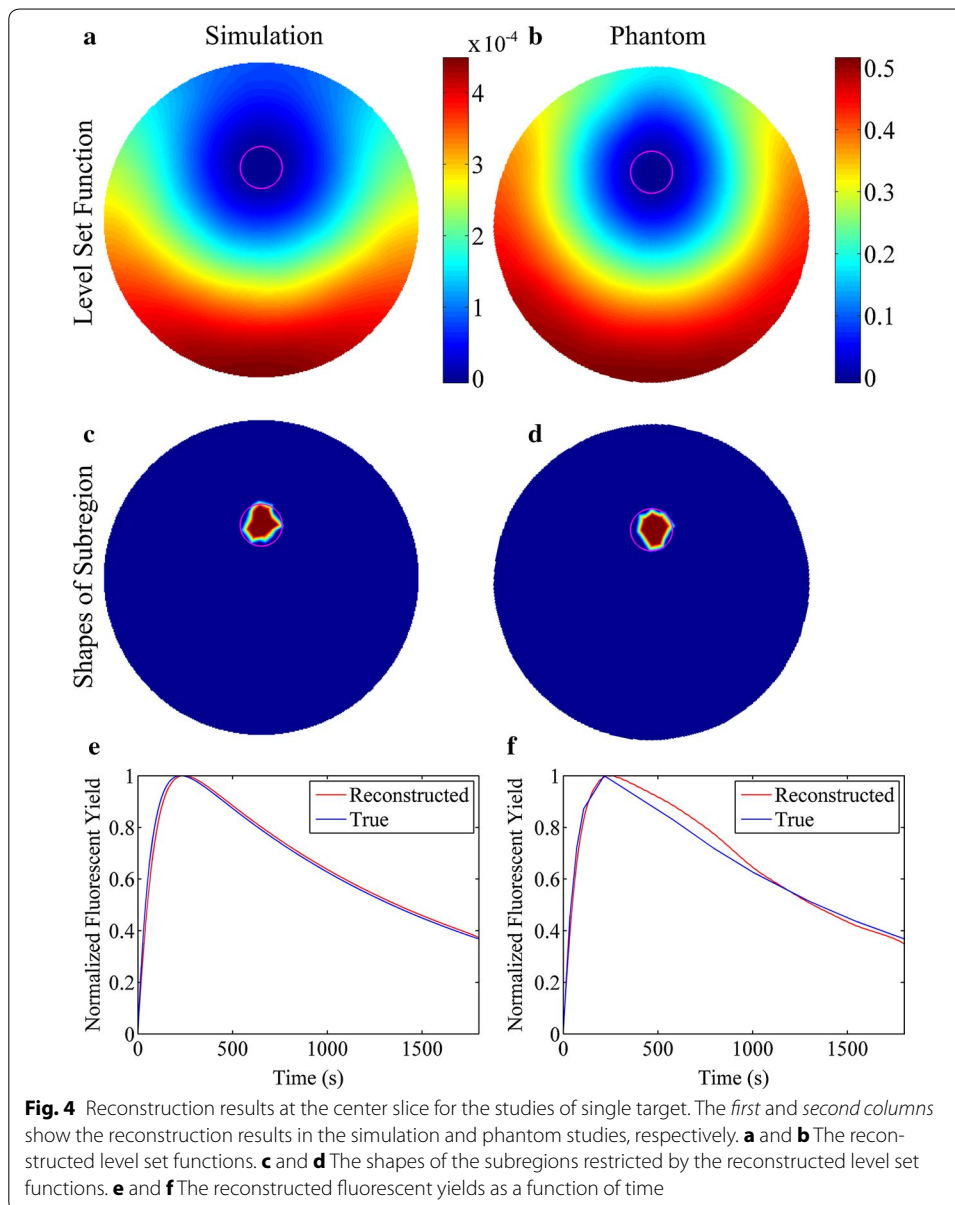 a Simulation
x10^-4
b Phantom
Level Set Function
4
3
2
1
0
0.5
0.4
0.3
0.2
0.1
0
c
d
Shapes of Subregion
e
f
Normalized Fluorescent Yield
1
0.8
0.6
0.4
0.2
0
Reconstructed
True
0 500 1000 1500
Time (s)
Normalized Fluorescent Yield
1
0.8
0.6
0.4
0.2
0
Reconstructed
True
0 500 1000 1500
Time (s)
Fig. 4 Reconstruction results at the center slice for the studies of single target. The first and second columns
show the reconstruction results in the simulation and phantom studies, respectively. a and b The recon-
structed level set functions. c and d The shapes of the subregions restricted by the reconstructed level set
functions. e and f The reconstructed fluorescent yields as a function of time